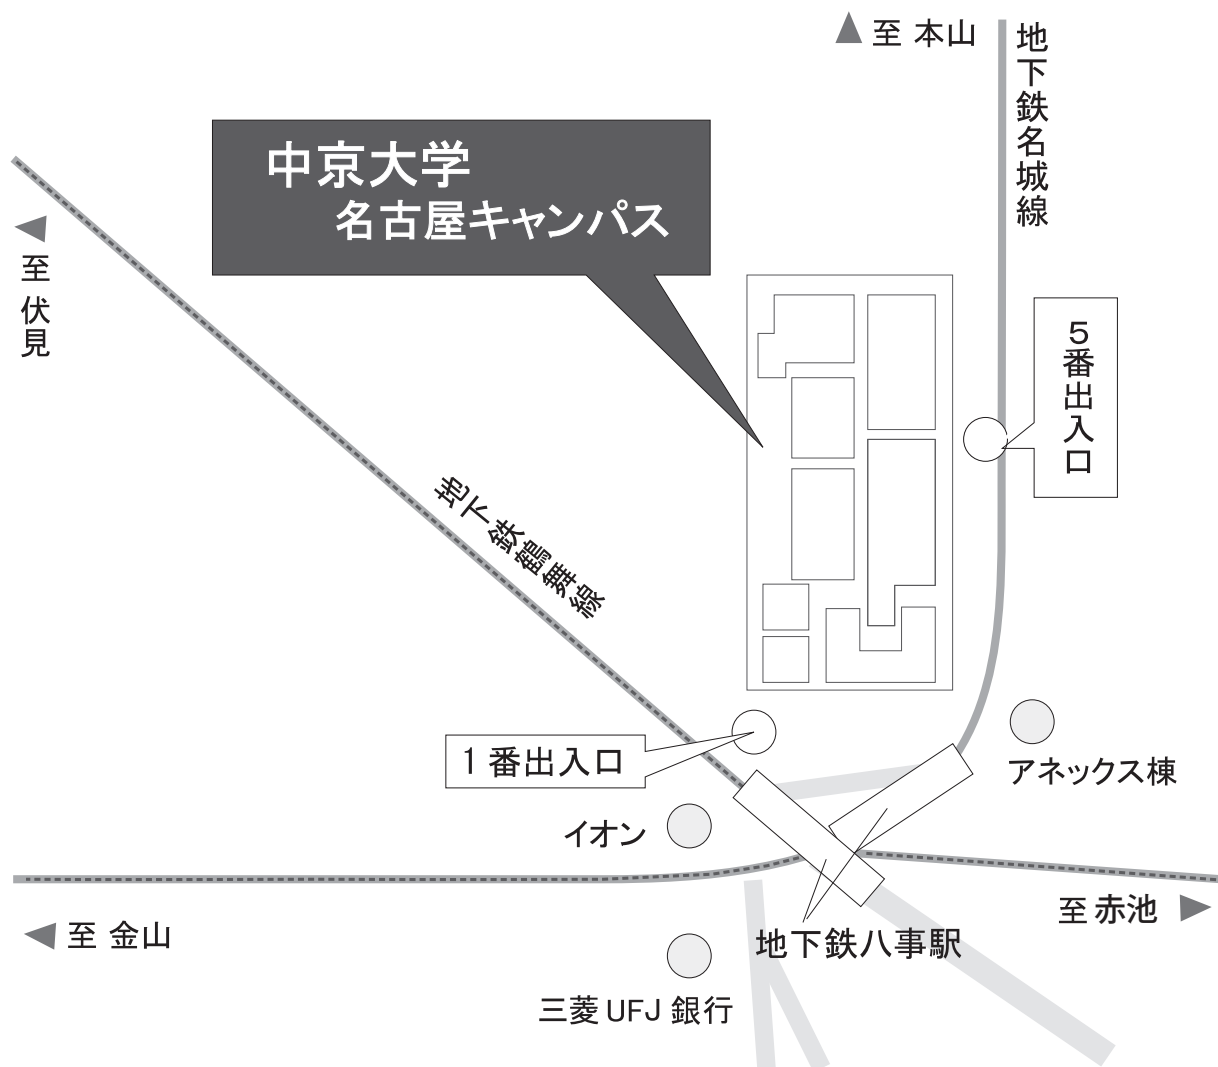 至 本山
地下鉄名城線
中京大学
名古屋キャンパス
至 伏見
5番出入口
地下鉄鶴舞線
1番出入口
アネックス棟
イオン
至 赤池
至 金山
地下鉄八事駅
三菱UFJ銀行